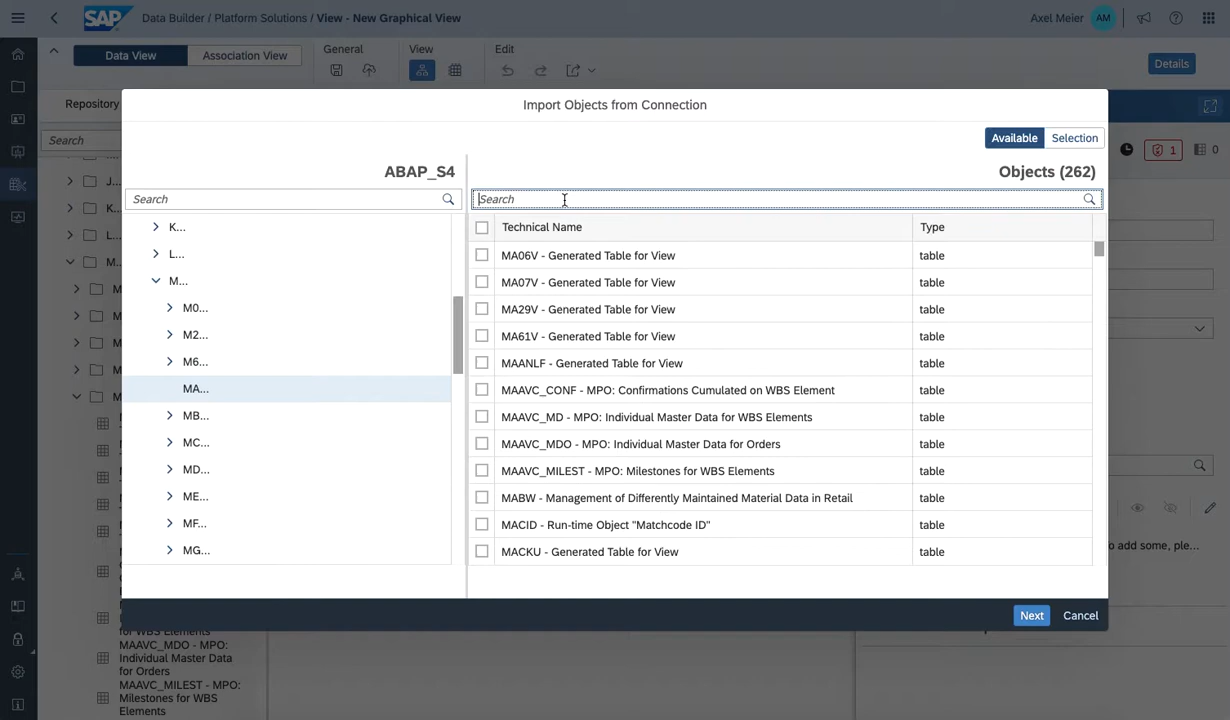 SAP
Data Builder / Platform Solutions / View - New Graphical View
Axel Meier
AM
Data View
Association View
General
View
Edit
Details
Repository
Search
J...
K...
L...
M...
M
M
M
M
M
for WBS Elements
MAAVC_MDO - MPO:
Individual Master Data
for Orders
MAAVC_MILEST - MPO:
Milestones for WBS
Elements
1
0
o add some, ple...
Import Objects from Connection
Available
Selection
ABAP_S4
Objects (262)
Search
Search
K...
L...
M...
M0...
M2...
M6...
MA...
MB...
MC...
MD...
ME...
MF...
MG...
Technical Name
Type
MA06V - Generated Table for View
table
MA07V - Generated Table for View
table
MA29V - Generated Table for View
table
MA61V - Generated Table for View
table
MAANLF - Generated Table for View
table
MAAVC_CONF - MPO: Confirmations Cumulated on WBS Element
table
MAAVC_MD - MPO: Individual Master Data for WBS Elements
table
MAAVC_MDO - MPO: Individual Master Data for Orders
table
MAAVC_MILEST - MPO: Milestones for WBS Elements
table
MABW - Management of Differently Maintained Material Data in Retail
table
MACID - Run-time Object "Matchcode ID"
table
MACKU - Generated Table for View
table
Next
Cancel